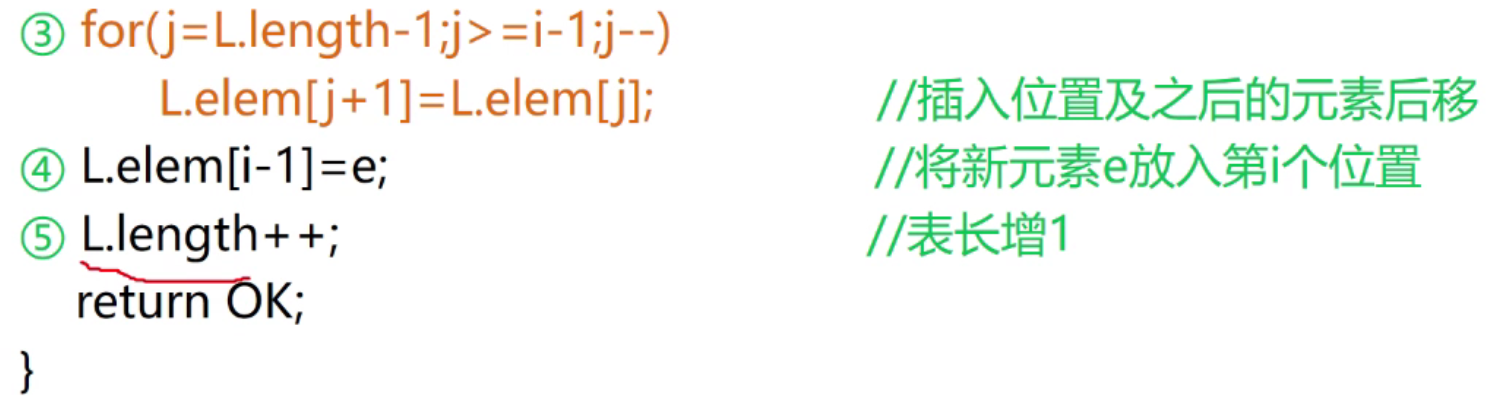 ③ for(j=L.length-1;j>=i-1;j--)
L.elem[j+1]=L.elem[j]; //插入位置及之后的元素后移
④ L.elem[i-1]=e; //将新元素e放入第i个位置
⑤ L.length++; //表长增1
return OK;
}